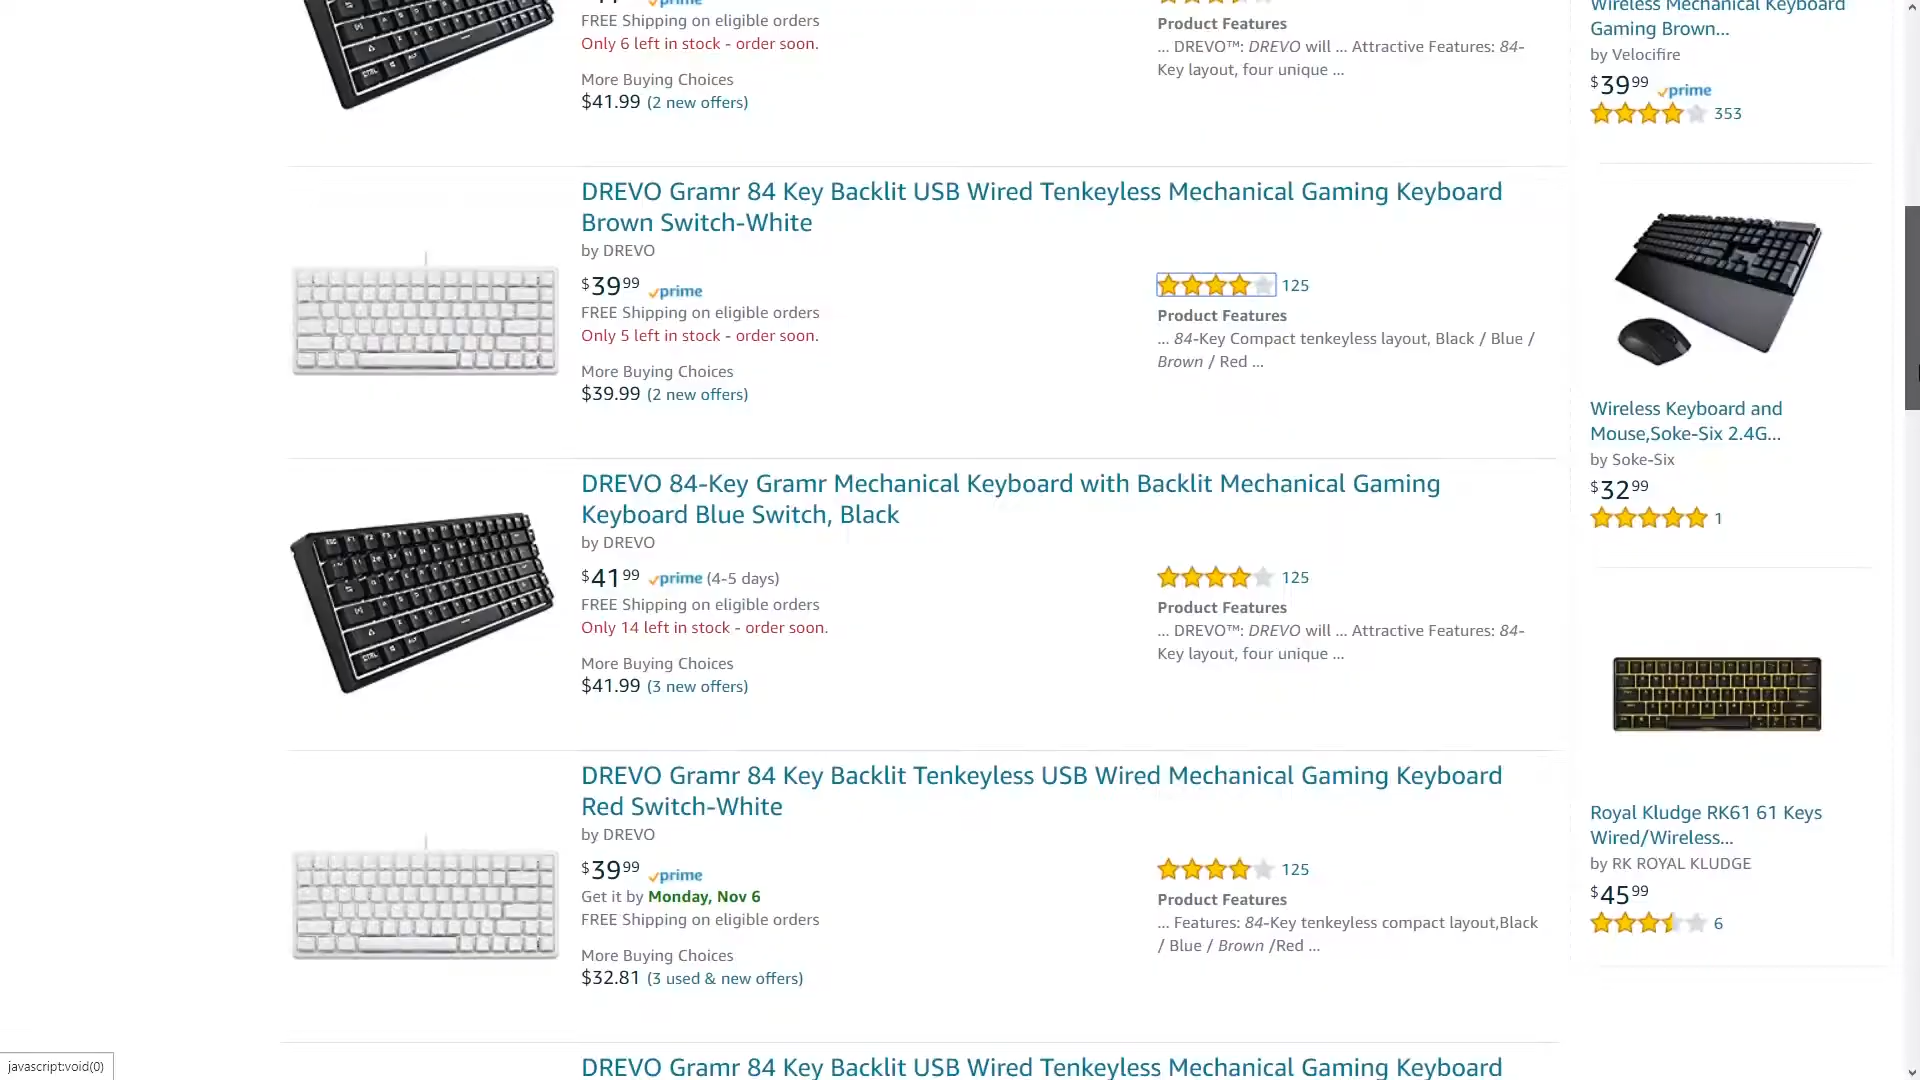 prime
FREE Shipping on eligible orders
Only 6 left in stock - order soon.
More Buying Choices
$41.99 (2 new offers)
Product Features
... DREVO™: DREVO will ... Attractive Features: 84-
Key layout, four unique ...
DREVO Gramr 84 Key Backlit USB Wired Tenkeyless Mechanical Gaming Keyboard
Brown Switch-White
by DREVO
$39 99 prime
FREE Shipping on eligible orders
Only 5 left in stock - order soon.
More Buying Choices
$39.99 (2 new offers)
125
Product Features
... 84-Key Compact tenkeyless layout, Black / Blue /
Brown / Red ...
DREVO 84-Key Gramr Mechanical Keyboard with Backlit Mechanical Gaming
Keyboard Blue Switch, Black
by DREVO
$41 99 prime (4-5 days)
FREE Shipping on eligible orders
Only 14 left in stock - order soon.
More Buying Choices
$41.99 (3 new offers)
125
Product Features
... DREVO™: DREVO will ... Attractive Features: 84-
Key layout, four unique ...
DREVO Gramr 84 Key Backlit Tenkeyless USB Wired Mechanical Gaming Keyboard
Red Switch-White
by DREVO
$39 99 prime
Get it by Monday, Nov 6
FREE Shipping on eligible orders
More Buying Choices
$32.81 (3 used & new offers)
125
Product Features
... Features: 84-Key tenkeyless compact layout,Black
/ Blue / Brown /Red ...
DREVO Gramr 84 Key Backlit USB Wired Tenkeyless Mechanical Gaming Keyboard
Wireless Mechanical Keyboard
Gaming Brown...
by Velocifire
$39 99 prime
353
Wireless Keyboard and
Mouse,Soke-Six 2.4G...
by Soke-Six
$32 99
1
Royal Kludge RK61 61 Keys
Wired/Wireless...
by RK ROYAL KLUDGE
$45 99
6
javascript:void(0)